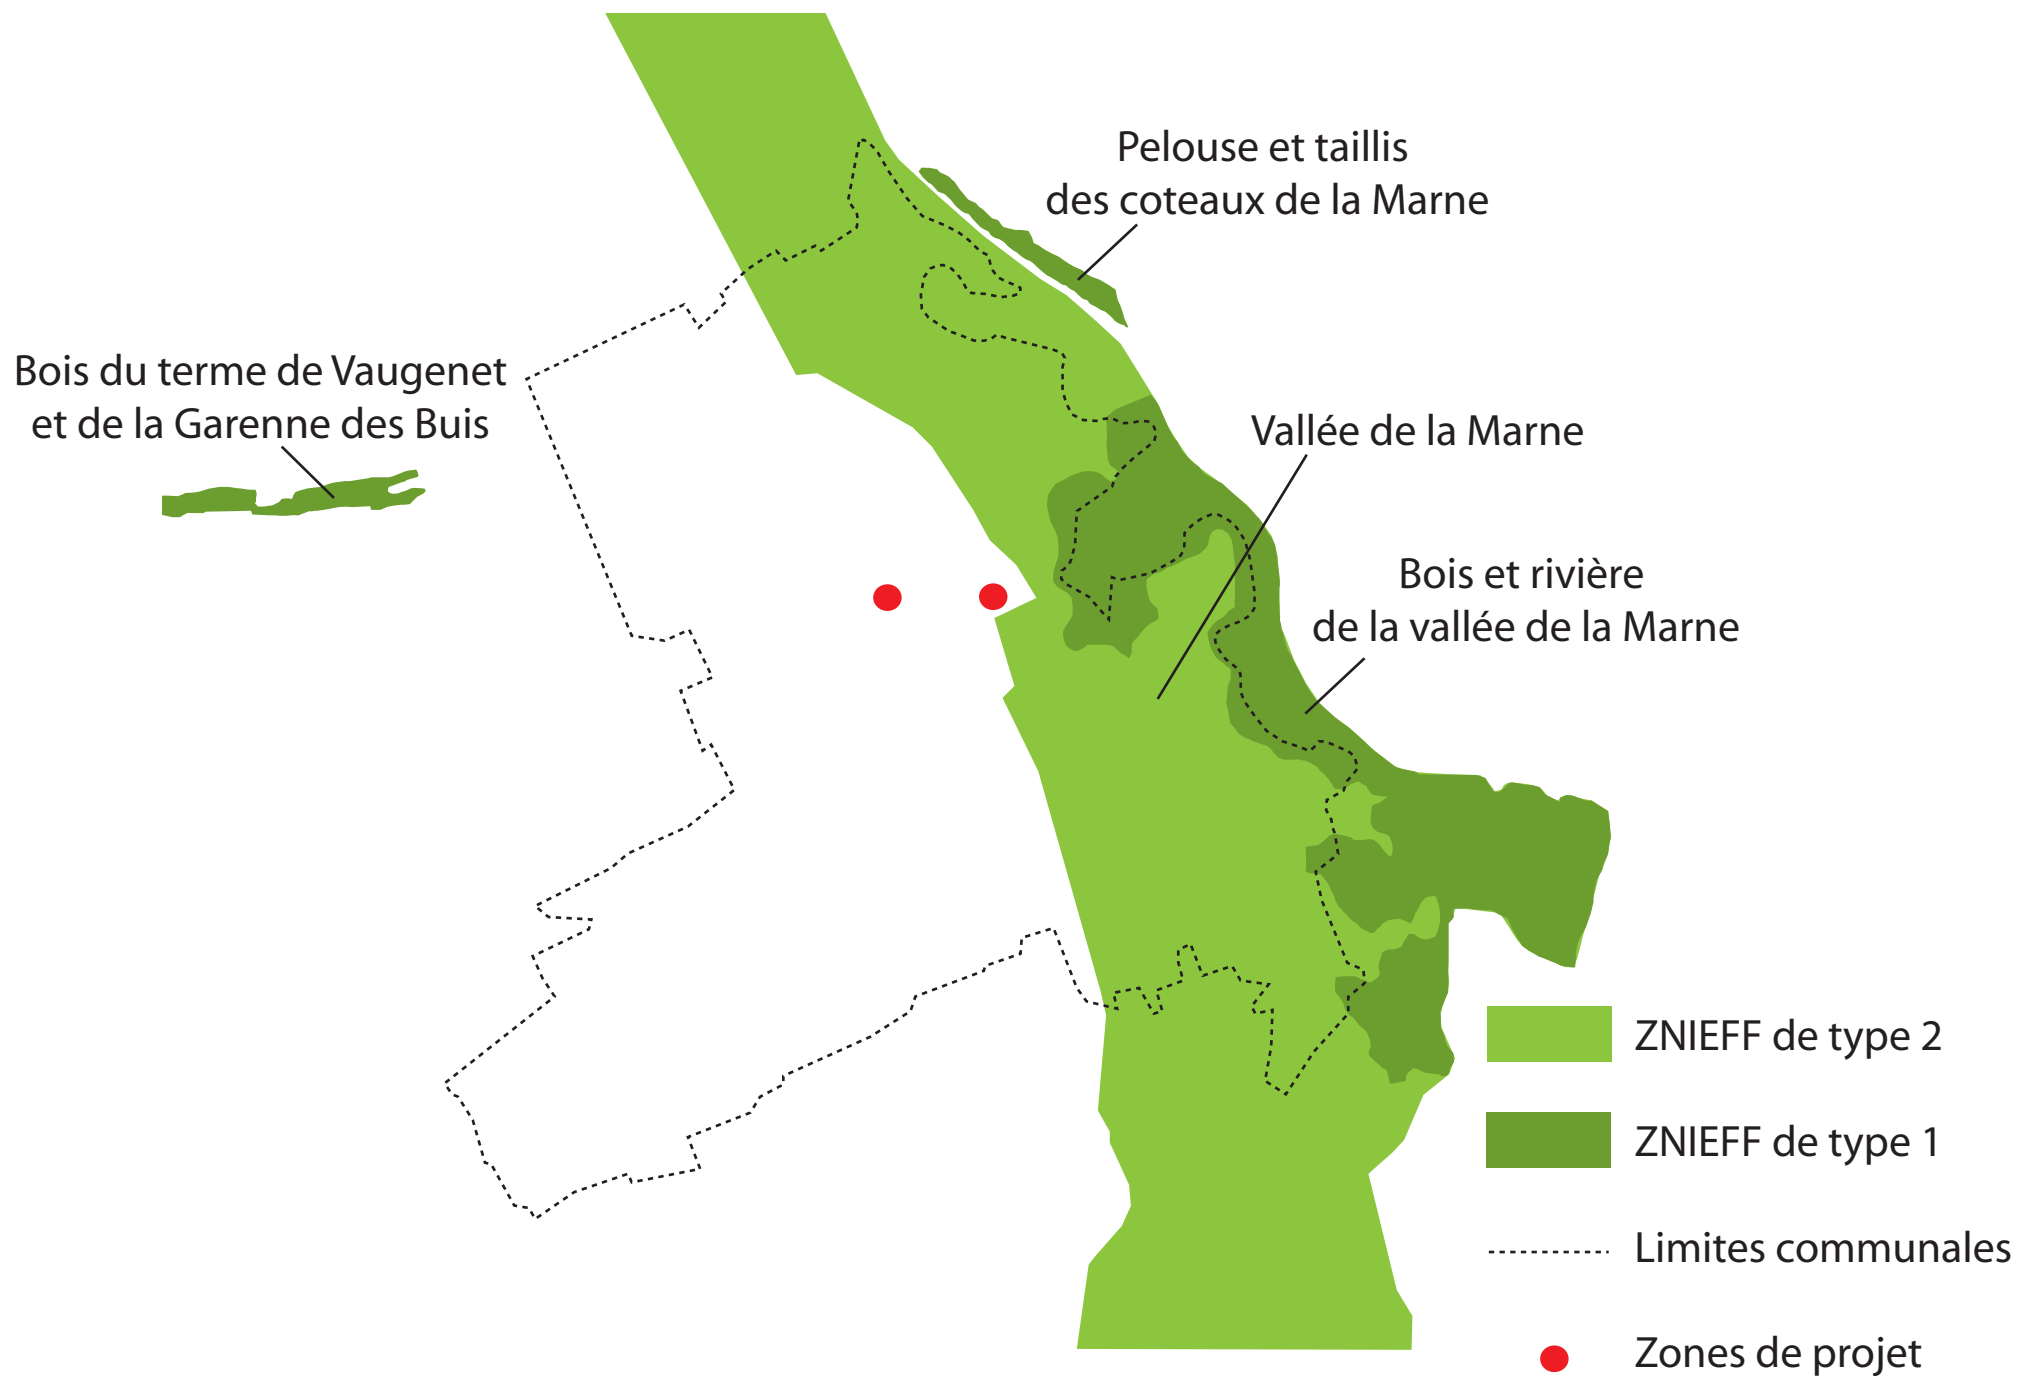 Pelouse et taillis
des coteaux de la Marne
Bois du terme de Vaugenet
et de la Garenne des Buis
Vallée de la Marne
Bois et rivière
de la vallée de la Marne
ZNIEFF de type 2
ZNIEFF de type 1
Limites communales
Zones de projet